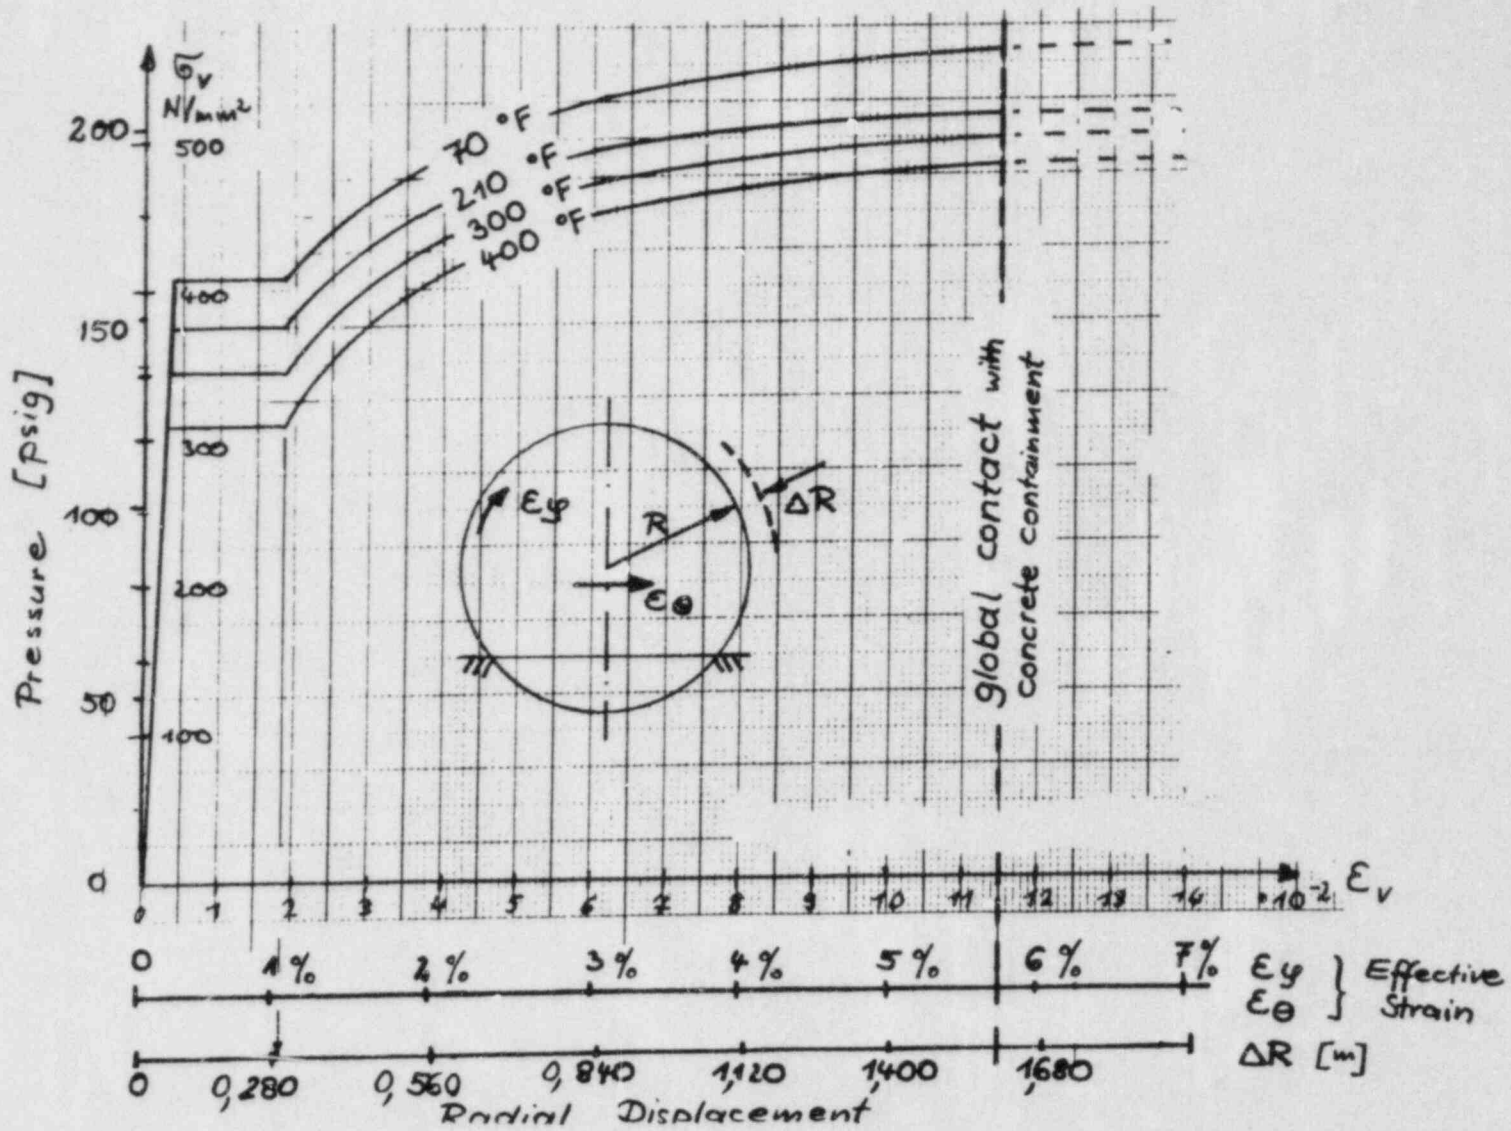 σv
N/mm²
200
500
70 °F
210 °F
300 °F
400 °F
400
150
300
Pressure [psig]
100
200
50
100
0
εφ
R
ΔR
εθ
global contact with
concrete containment
0 1 2 3 4 5 6 7 8 9 10 11 12 13 14 ·10⁻² εv
0 1% 2% 3% 4% 5% 6% 7% εφ } Effective
εθ } Strain
0 0,280 0,560 0,840 1,120 1,400 1,680 ΔR [m]
Radial Displacement